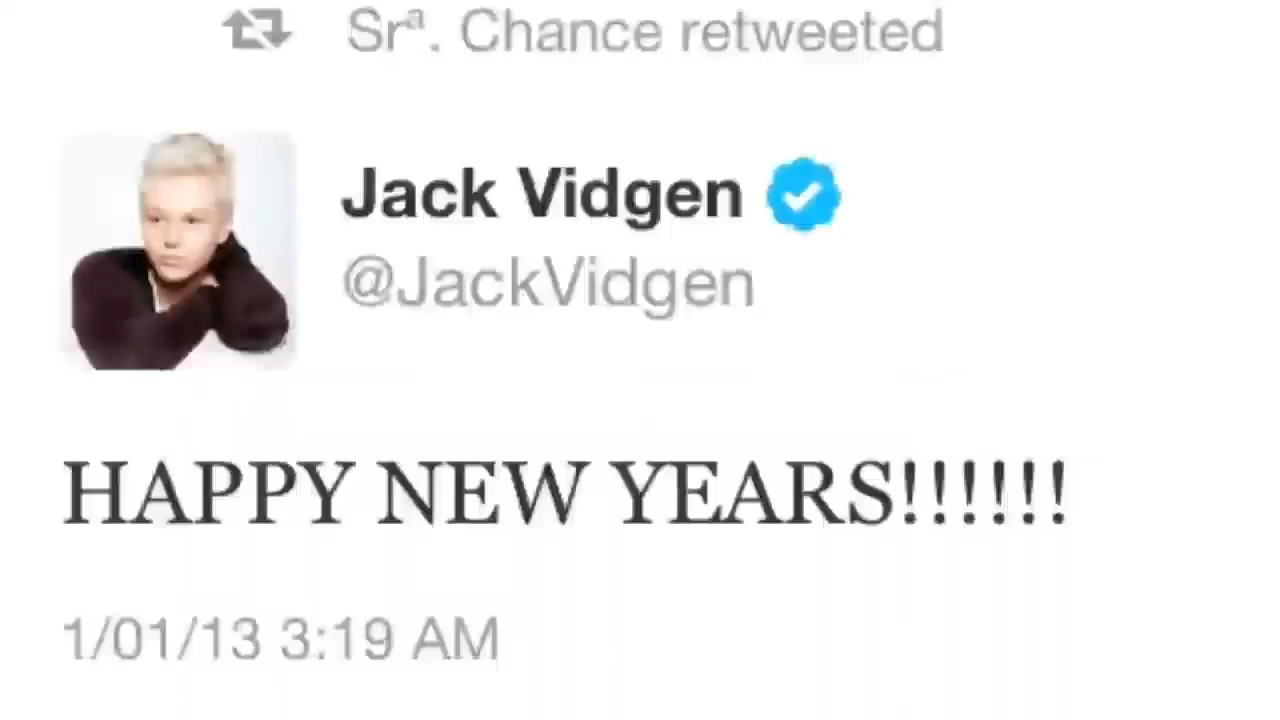 Srª. Chance retweeted
Jack Vidgen
@JackVidgen
HAPPY NEW YEARS!!!!!!
1/01/13 3:19 AM